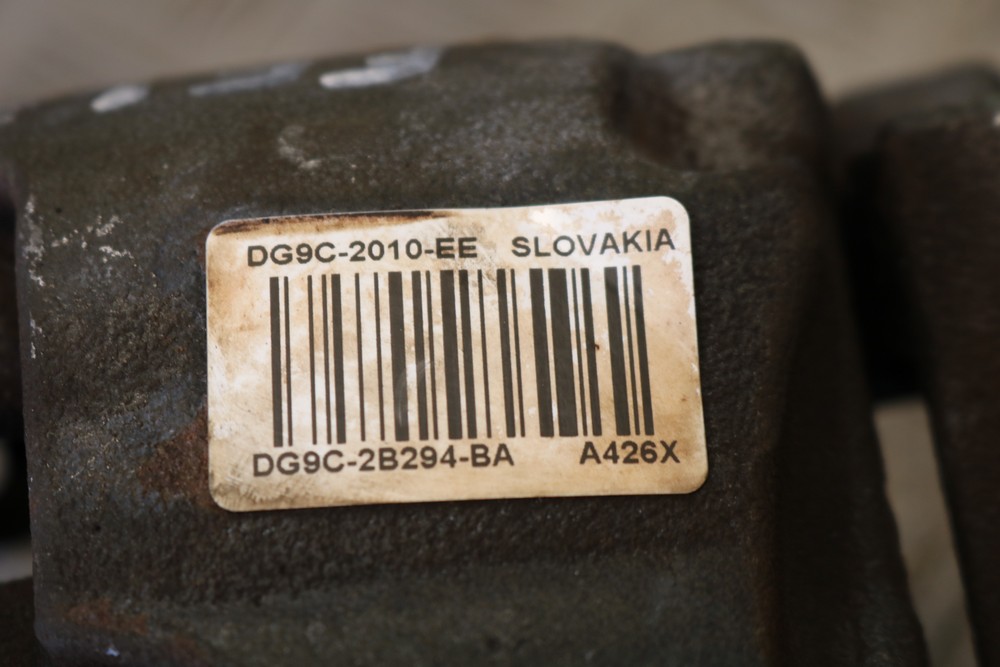 DG9C-2010-EE SLOVAKIA
DG9C-2B294-BA A426X